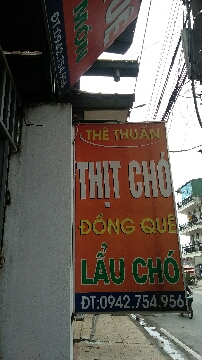 THẾ THUẬN
THỊT CHÓ
ĐỒNG QUÊ
LẨU CHÓ
ĐT:0942.754.956